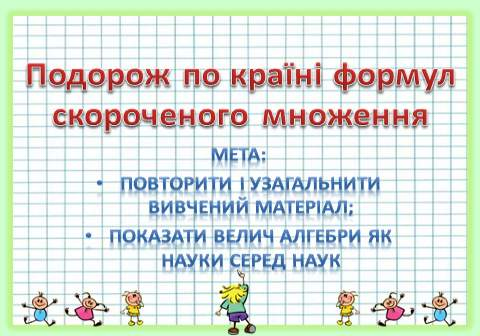 Подорож по країні формул
скороченого множення
МЕТА:
• ПОВТОРИТИ І УЗАГАЛЬНИТИ
ВИВЧЕНИЙ МАТЕРІАЛ;
• ПОКАЗАТИ ВЕЛИЧ АЛГЕБРИ ЯК
НАУКИ СЕРЕД НАУК